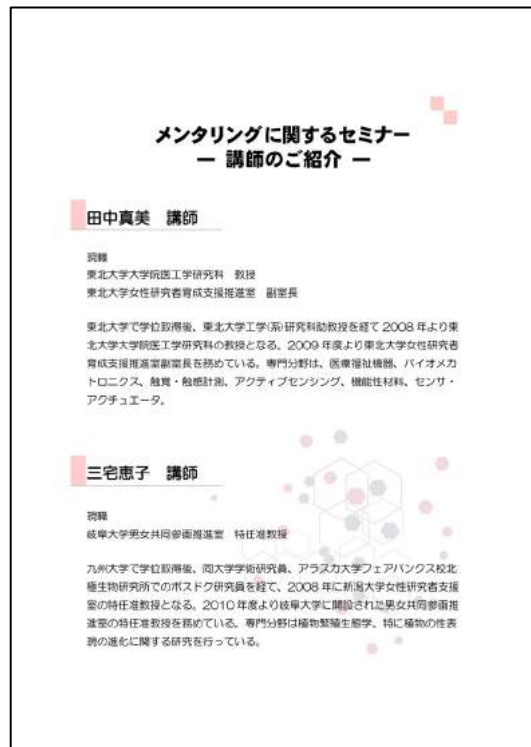 メンタリングに関するセミナー
― 講師のご紹介 ―
田中真美　講師
現職
東北大学大学院医工学研究科　教授
東北大学女性研究者育成支援推進室　副室長
東北大学で学位取得後、東北大学工学(系)研究科助教授を経て 2008 年より東
北大学大学院医工学研究科の教授となる。2009 年度より東北大学女性研究者
育成支援推進室副室長を務めている。専門分野は、医療福祉機器、バイオメカ
トロニクス、触覚・触感計測、アクティブセンシング、機能性材料、センサ・
アクチュエータ。
三宅恵子　講師
現職
岐阜大学男女共同参画推進室　特任准教授
九州大学で学位取得後、同大学学術研究員、アラスカ大学フェアバンクス校北
極生物研究所でのポスドク研究員を経て、2008 年に新潟大学女性研究者支援
室の特任准教授となる。2010 年度より岐阜大学に開設された男女共同参画推
進室の特任准教授を務めている。専門分野は植物繁殖生態学、特に植物の性表
現の進化に関する研究を行っている。